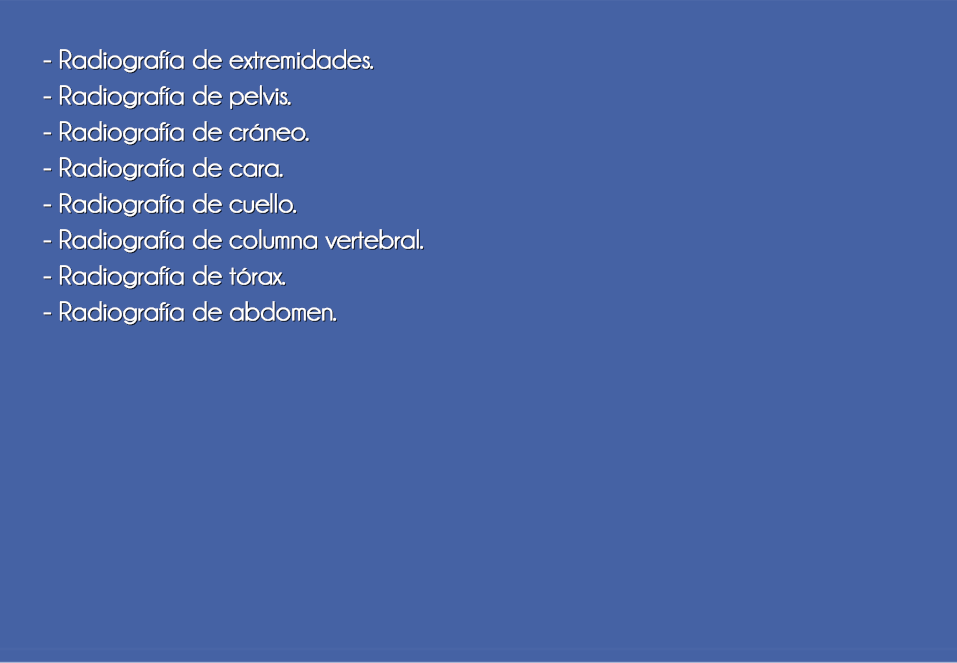 - Radiografía de extremidades.
- Radiografía de pelvis.
- Radiografía de cráneo.
- Radiografía de cara.
- Radiografía de cuello.
- Radiografía de columna vertebral.
- Radiografía de tórax.
- Radiografía de abdomen.